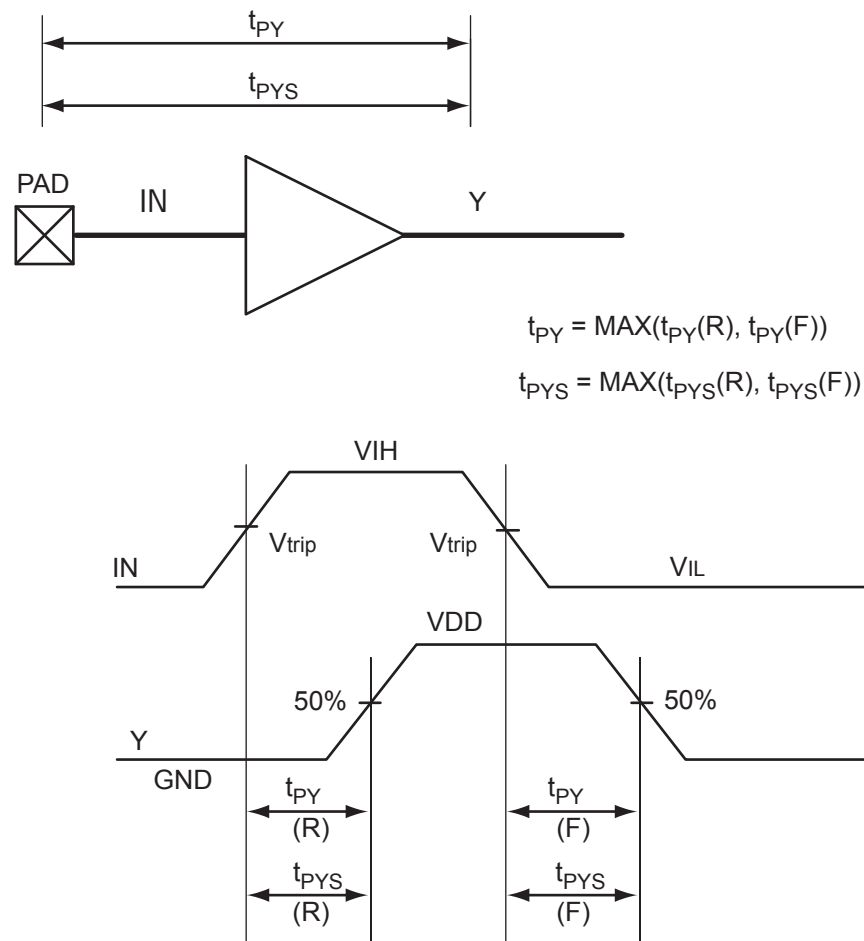 tPY
tPYS
PAD
IN
Y
tPY = MAX(tPY(R), tPY(F))
tPYS = MAX(tPYS(R), tPYS(F))
VIH
Vtrip
Vtrip
IN
VIL
VDD
50%
50%
Y
GND
tPY
(R)
tPY
(F)
tPYS
(R)
tPYS
(F)